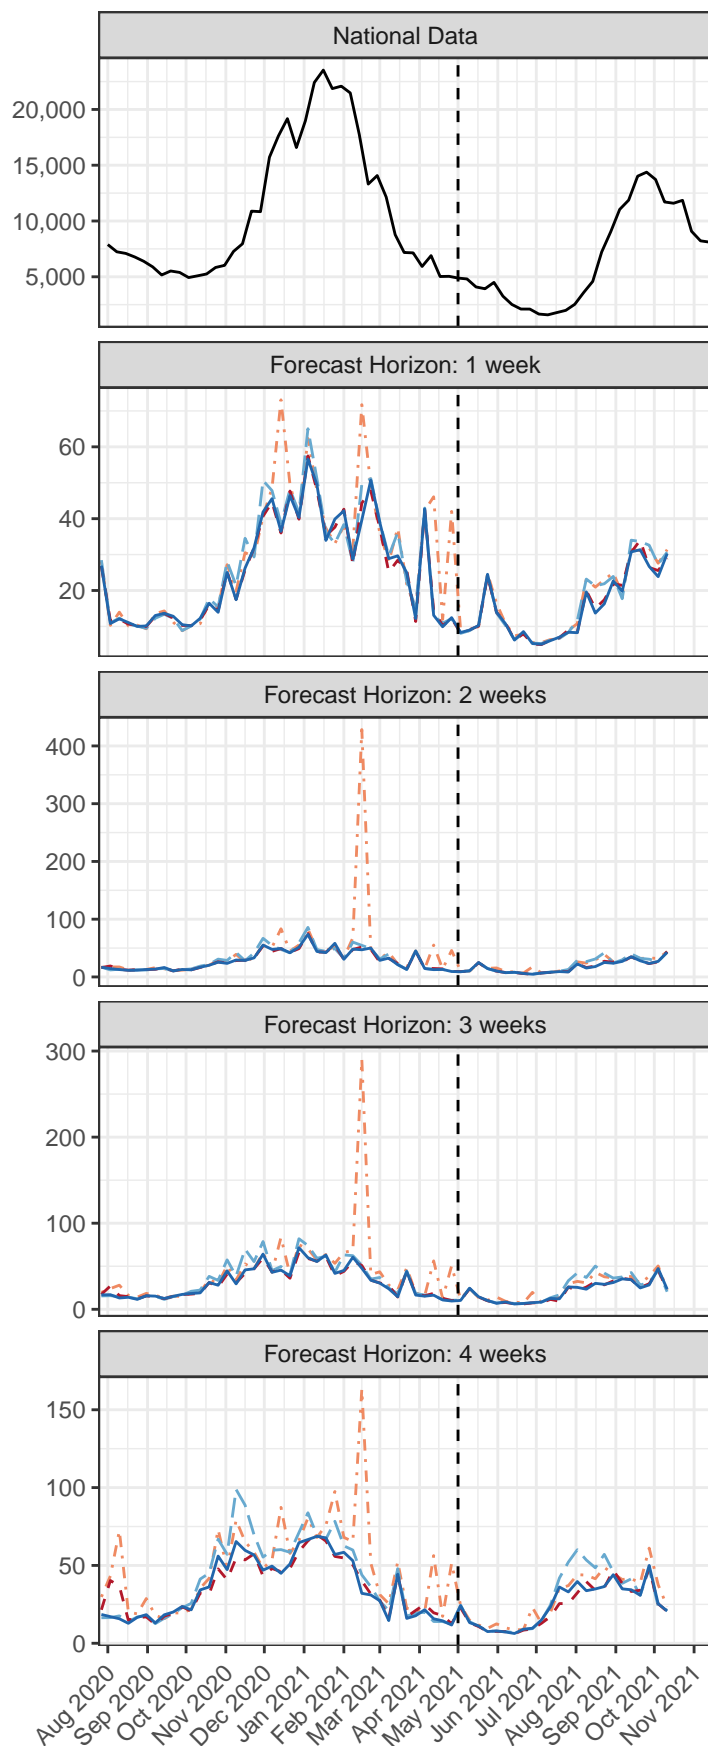 National Data
20,000
15,000
10,000
5,000
Forecast Horizon: 1 week
60
40
20
Forecast Horizon: 2 weeks
400
300
200
100
0
Forecast Horizon: 3 weeks
300
200
100
0
Forecast Horizon: 4 weeks
150
100
50
0
Aug 2020
Sep 2020
Oct 2020
Nov 2020
Dec 2020
Jan 2021
Feb 2021
Mar 2021
Apr 2021
May 2021
Jun 2021
Jul 2021
Aug 2021
Sep 2021
Oct 2021
Nov 2021